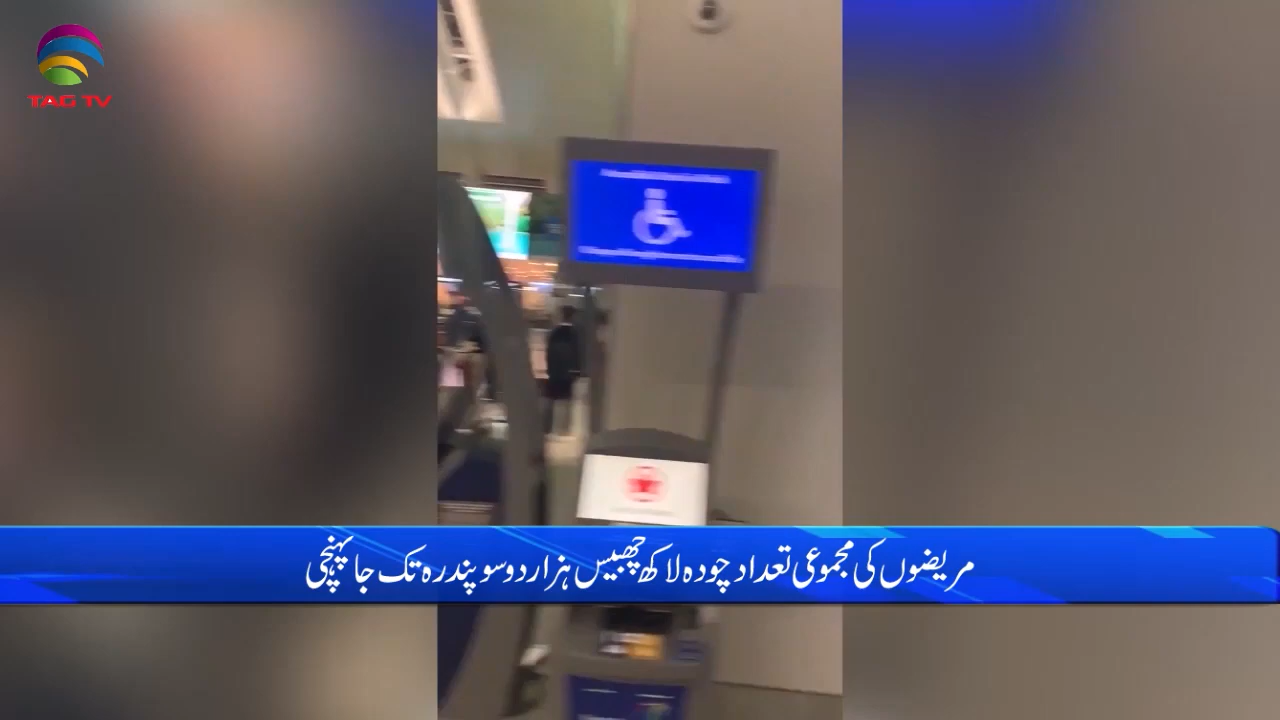 TAG TV
مریضوں کی مجموعی تعداد چودہ لاکھ چھبیس ہزار دو سو پندرہ تک جا پہنچی